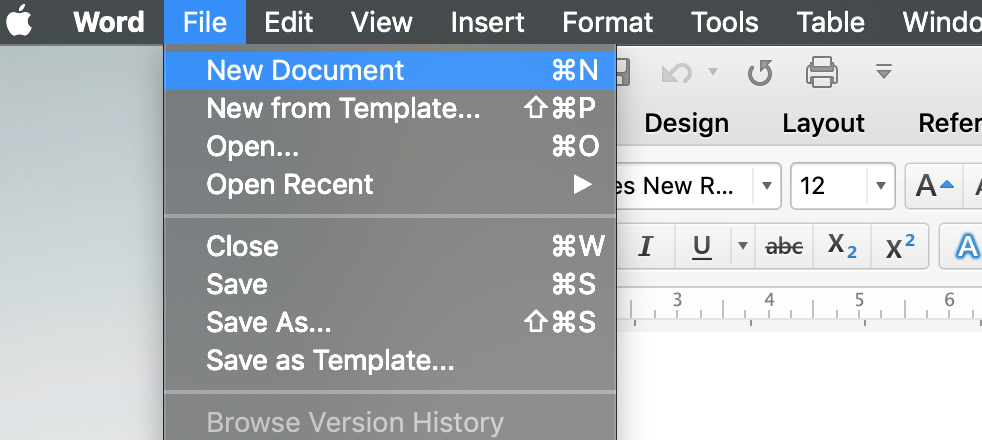 Word File Edit View Insert Format Tools Table Windo
New Document ⌘N
New from Template... ⇧⌘P
Open... ⌘O
Open Recent ▶
Close ⌘W
Save ⌘S
Save As... ⇧⌘S
Save as Template...
Browse Version History
Design Layout Refer
es New R... 12 A
I U abc X₂ X² A
3 4 5 6